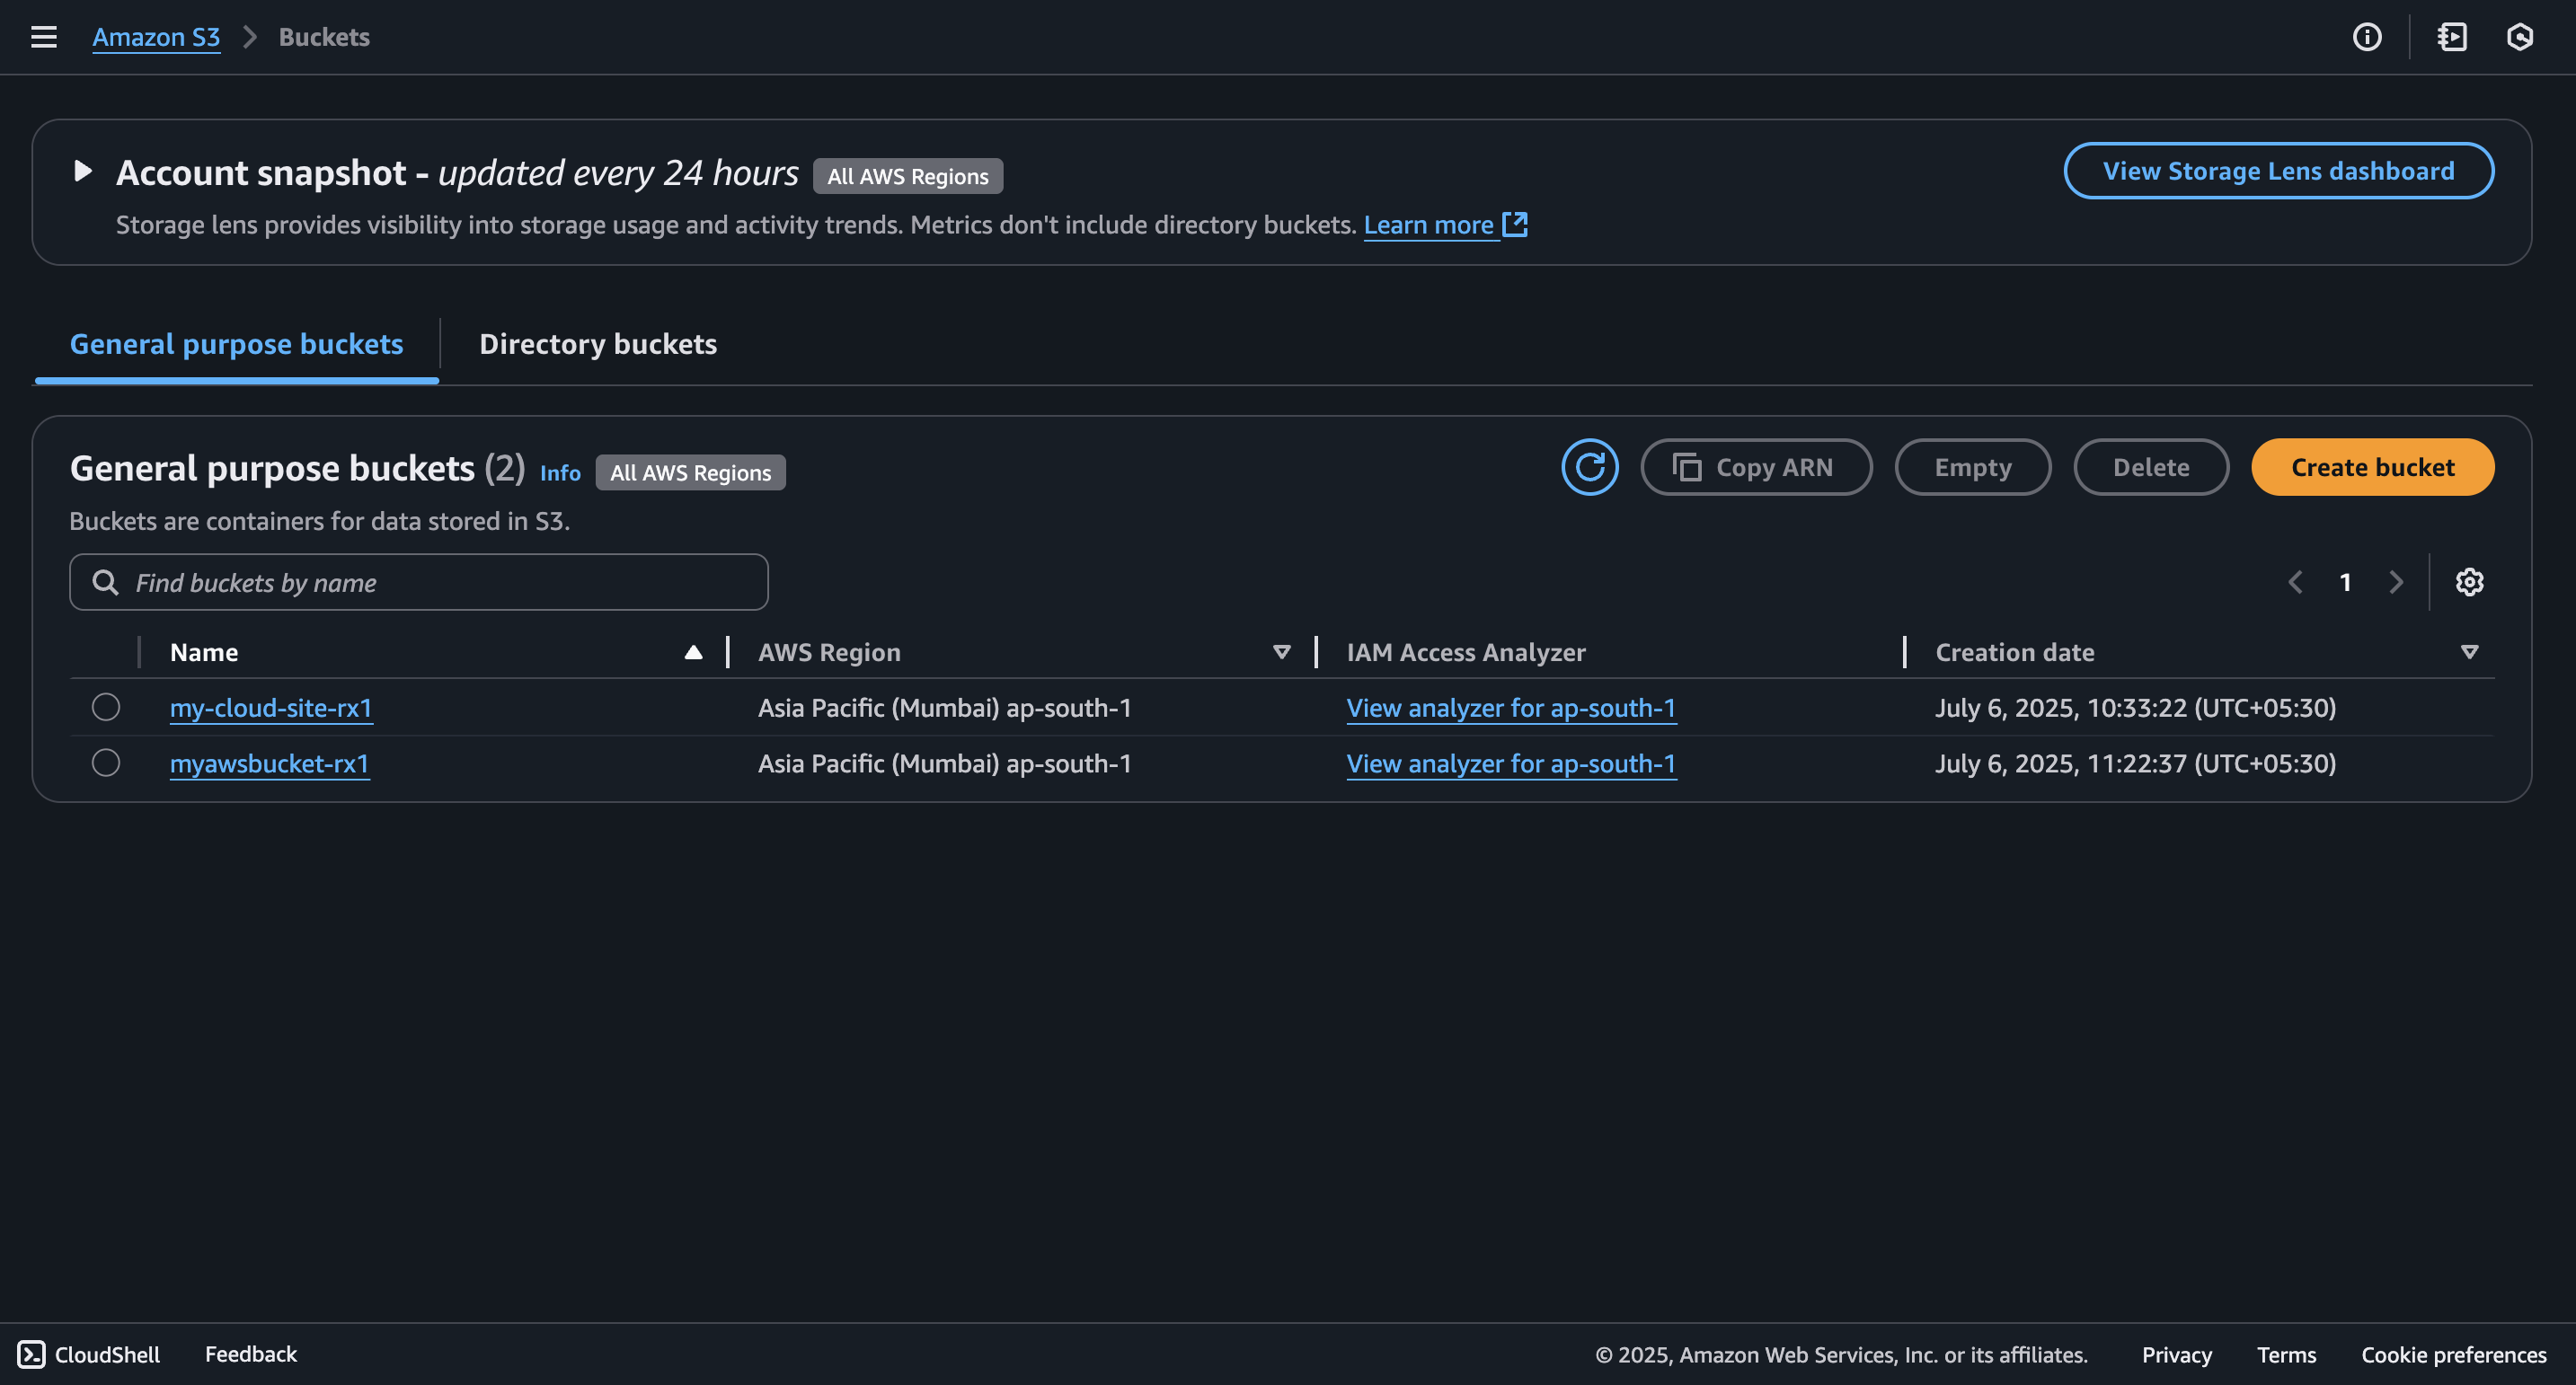 Amazon S3 Buckets
Account snapshot - updated every 24 hours All AWS Regions
View Storage Lens dashboard
Storage lens provides visibility into storage usage and activity trends. Metrics don't include directory buckets. Learn more
General purpose buckets Directory buckets
General purpose buckets (2) Info All AWS Regions
Copy ARN Empty Delete Create bucket
Buckets are containers for data stored in S3.
Find buckets by name
1
Name AWS Region IAM Access Analyzer Creation date
my-cloud-site-rx1 Asia Pacific (Mumbai) ap-south-1 View analyzer for ap-south-1 July 6, 2025, 10:33:22 (UTC+05:30)
myawsbucket-rx1 Asia Pacific (Mumbai) ap-south-1 View analyzer for ap-south-1 July 6, 2025, 11:22:37 (UTC+05:30)
CloudShell Feedback © 2025, Amazon Web Services, Inc. or its affiliates. Privacy Terms Cookie preferences